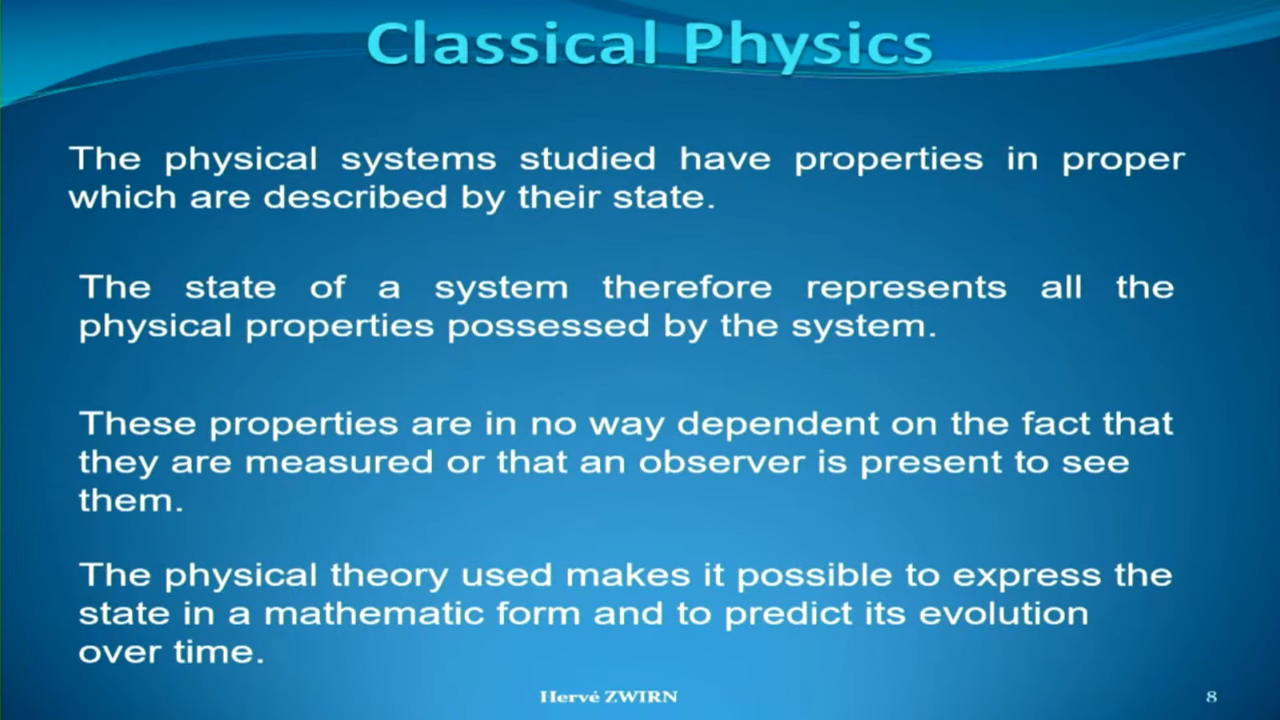 Classical Physics
The physical systems studied have properties in proper
which are described by their state.
The state of a system therefore represents all the
physical properties possessed by the system.
These properties are in no way dependent on the fact that
they are measured or that an observer is present to see
them.
The physical theory used makes it possible to express the
state in a mathematic form and to predict its evolution
over time.
Hervé ZWIRN
8